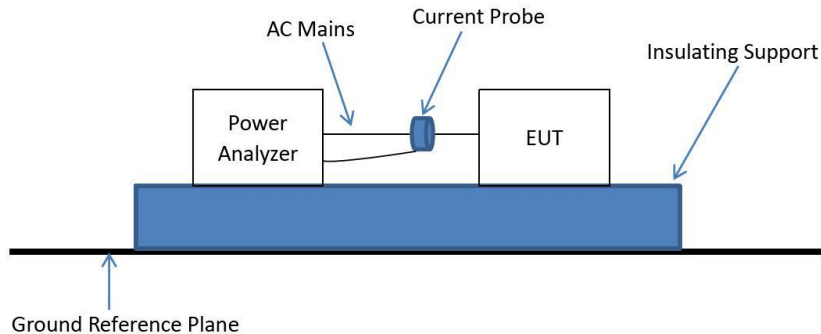 Current Probe
AC Mains
Insulating Support
Power
Analyzer
EUT
Ground Reference Plane